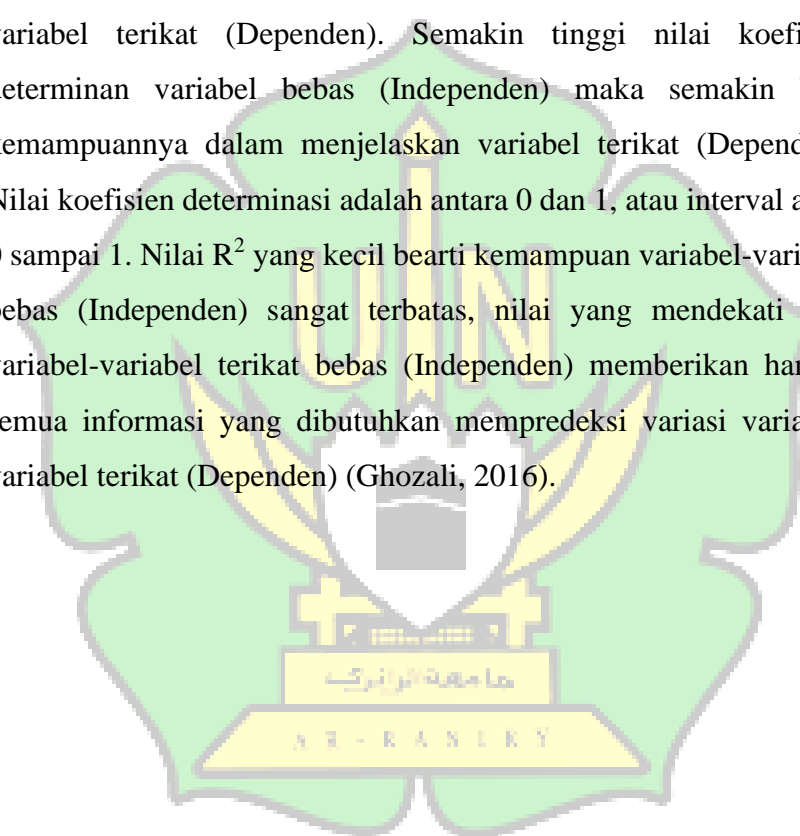 variabel terikat (Dependen). Semakin tinggi nilai koefi
determinan variabel bebas (Independen) maka semakin
kemampuannya dalam menjelaskan variabel terikat (Depend
Nilai koefisien determinasi adalah antara 0 dan 1, atau interval a
0 sampai 1. Nilai R² yang kecil bearti kemampuan variabel-vari
bebas (Independen) sangat terbatas, nilai yang mendekati
variabel-variabel terikat bebas (Independen) memberikan ham
semua informasi yang dibutuhkan mempredeksi variasi varia
variabel terikat (Dependen) (Ghozali, 2016).
UIN
AR-RANIRY